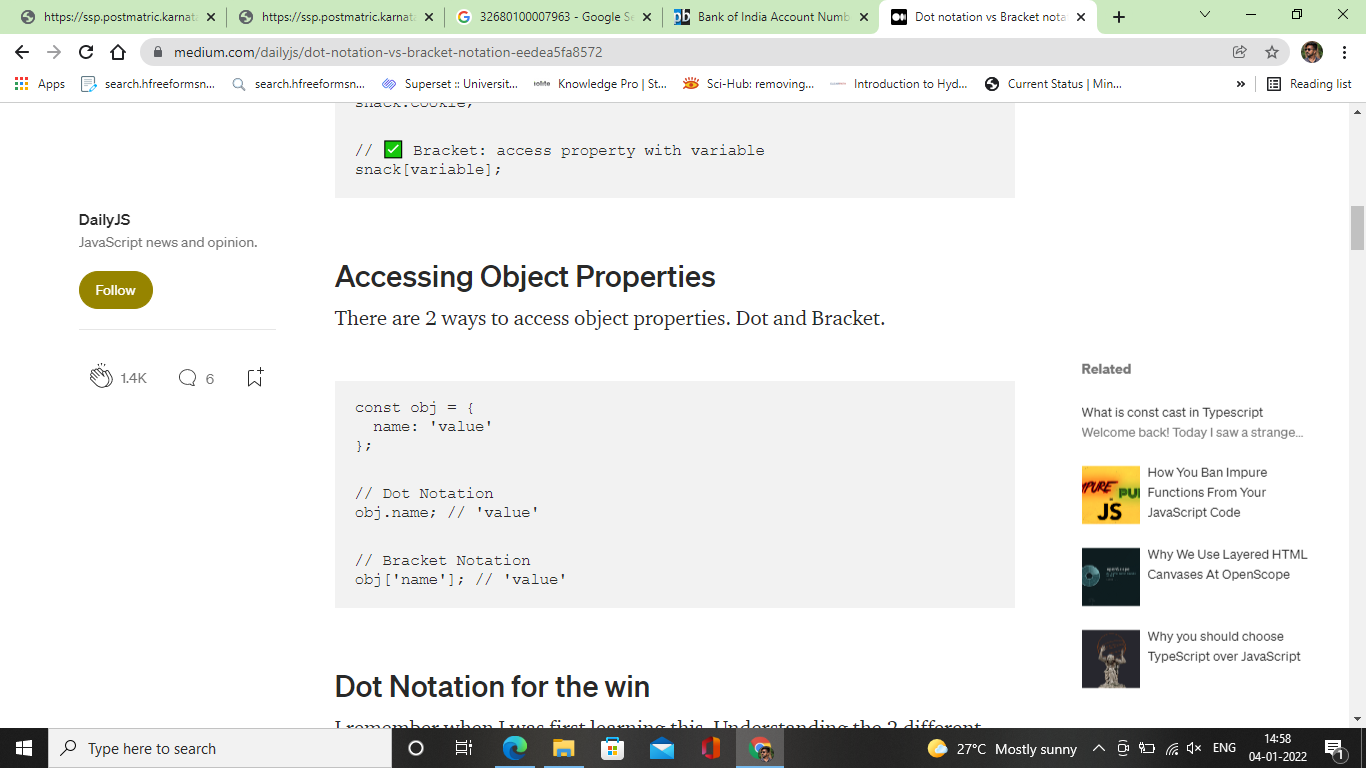 https://ssp.postmatric.karnata
https://ssp.postmatric.karnata
32680100007963 - Google Se
Bank of India Account Numb
Dot notation vs Bracket nota
medium.com/dailyjs/dot-notation-vs-bracket-notation-eedea5fa8572
Apps
search.hfreeformsn...
search.hfreeformsn...
Superset :: Universit...
Knowledge Pro | St...
Sci-Hub: removing...
Introduction to Hyd...
Current Status | Min...
»
Reading list
snack.cookie;
// ✅ Bracket: access property with variable
snack[variable];
DailyJS
JavaScript news and opinion.
Follow
1.4K
6
Accessing Object Properties
There are 2 ways to access object properties. Dot and Bracket.
const obj = {
name: 'value'
};
// Dot Notation
obj.name; // 'value'
// Bracket Notation
obj['name']; // 'value'
Dot Notation for the win
I remember when I was first learning this. Understanding the 2 different
Related
What is const cast in Typescript
Welcome back! Today I saw a strange...
How You Ban Impure
Functions From Your
JavaScript Code
Why We Use Layered HTML
Canvases At OpenScope
Why you should choose
TypeScript over JavaScript
Type here to search
27°C Mostly sunny
ENG
14:58
04-01-2022
1